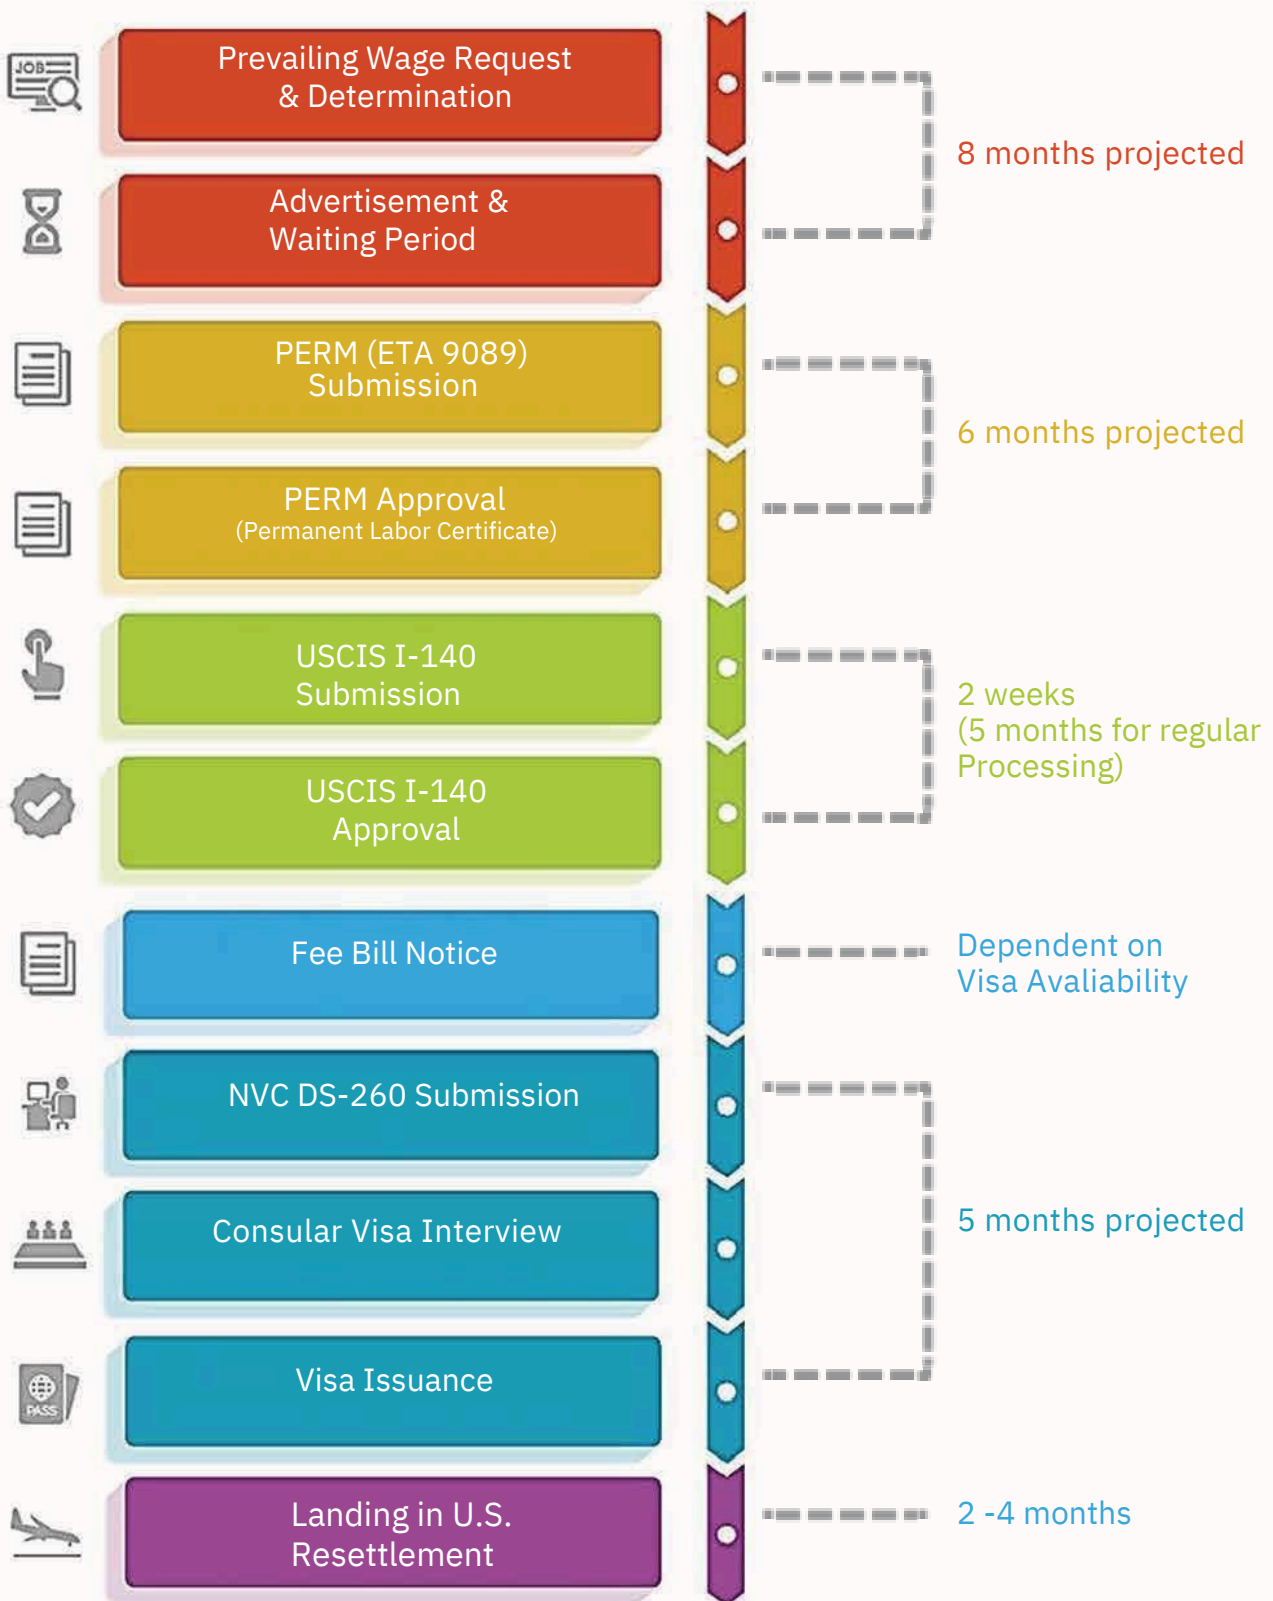 JOB
Prevailing Wage Request
& Determination
8 months projected
Advertisement &
Waiting Period
PERM (ETA 9089)
Submission
6 months projected
PERM Approval
(Permanent Labor Certificate)
USCIS I-140
Submission
2 weeks
(5 months for regular
Processing)
USCIS I-140
Approval
Fee Bill Notice
Dependent on
Visa Avaliability
NVC DS-260 Submission
Consular Visa Interview
5 months projected
Visa Issuance
PASS
Landing in U.S.
Resettlement
2 -4 months